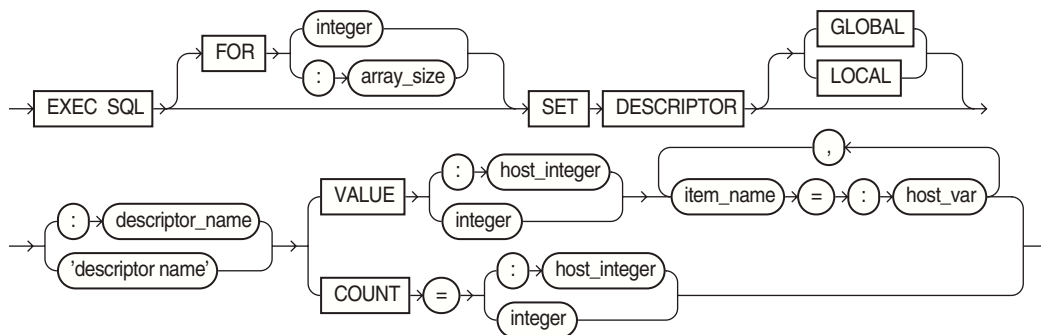 integer
FOR
: array_size
GLOBAL
LOCAL
EXEC SQL
SET DESCRIPTOR
,
: host_integer
VALUE
integer
item_name = : host_var
: descriptor_name
'descriptor name'
: host_integer
COUNT =
integer